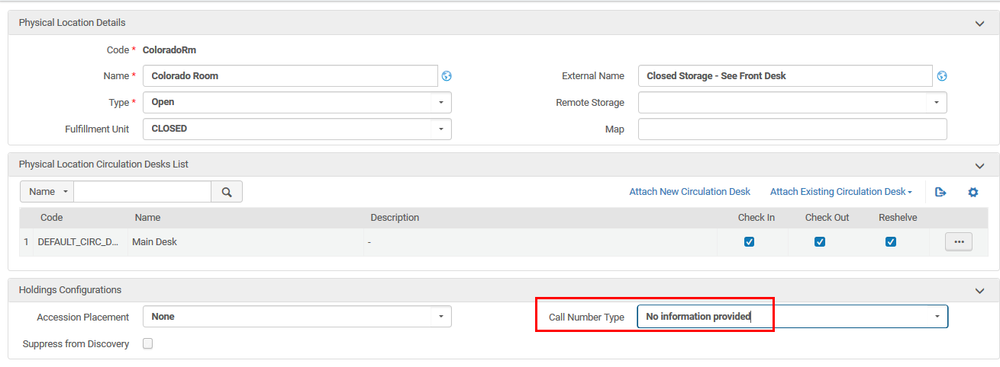 Physical Location Details
Code * ColoradoRm
Name * Colorado Room External Name Closed Storage - See Front Desk
Type * Open Remote Storage
Fulfillment Unit CLOSED Map
Physical Location Circulation Desks List
Name Attach New Circulation Desk Attach Existing Circulation Desk
Code Name Description Check In Check Out Reshelve
1 DEFAULT_CIRC_D... Main Desk - ...
Holdings Configurations
Accession Placement None Call Number Type No information provided
Suppress from Discovery